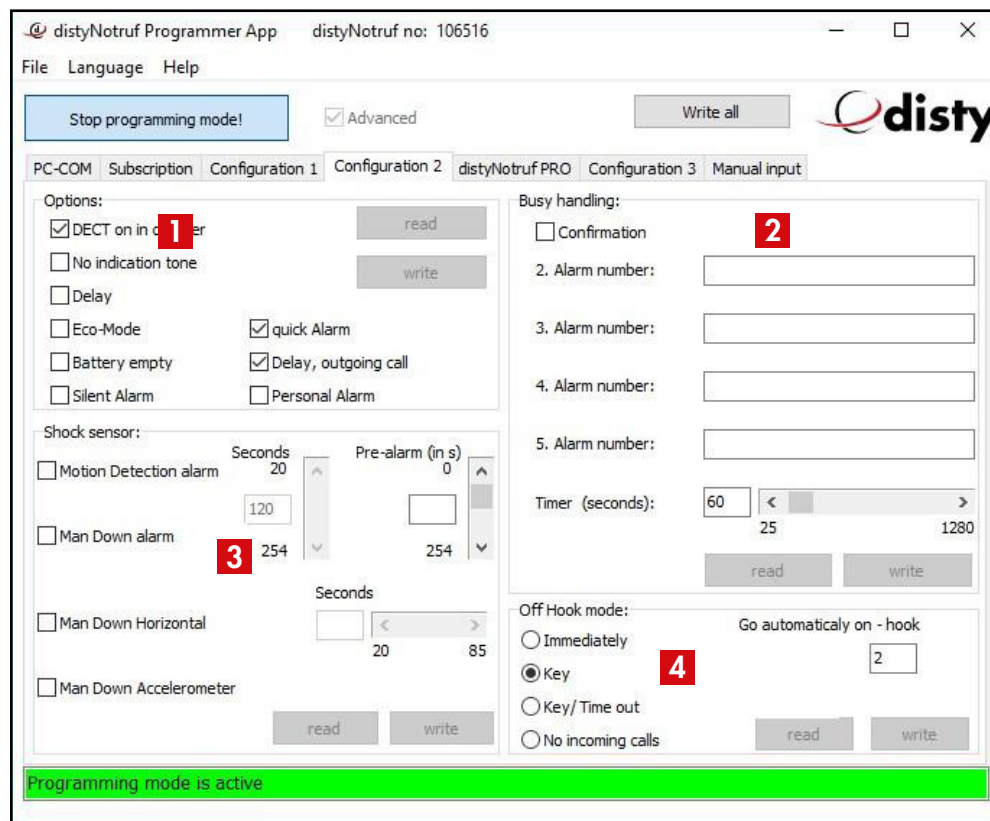 distyNotruf Programmer App distyNotruf no: 106516
File Language Help
Stop programming mode!
Advanced
Write all
disty
PC-COM Subscription Configuration 1 Configuration 2 distyNotruf PRO Configuration 3 Manual input
Options:
DECT on in
1
read
No indication tone
write
Delay
Eco-Mode
quick Alarm
Battery empty
Delay, outgoing call
Silent Alarm
Personal Alarm
Shock sensor:
Seconds
Pre-alarm (in s)
Motion Detection alarm
20
0
120
Man Down alarm
3
254
254
Seconds
Man Down Horizontal
20
85
Man Down Accelerometer
read
write
Busy handling:
Confirmation
2
2. Alarm number:
3. Alarm number:
4. Alarm number:
5. Alarm number:
Timer (seconds):
60
25
1280
read
write
Off Hook mode:
Go automaticaly on - hook
Immediately
2
Key
4
Key/ Time out
No incoming calls
read
write
Programming mode is active